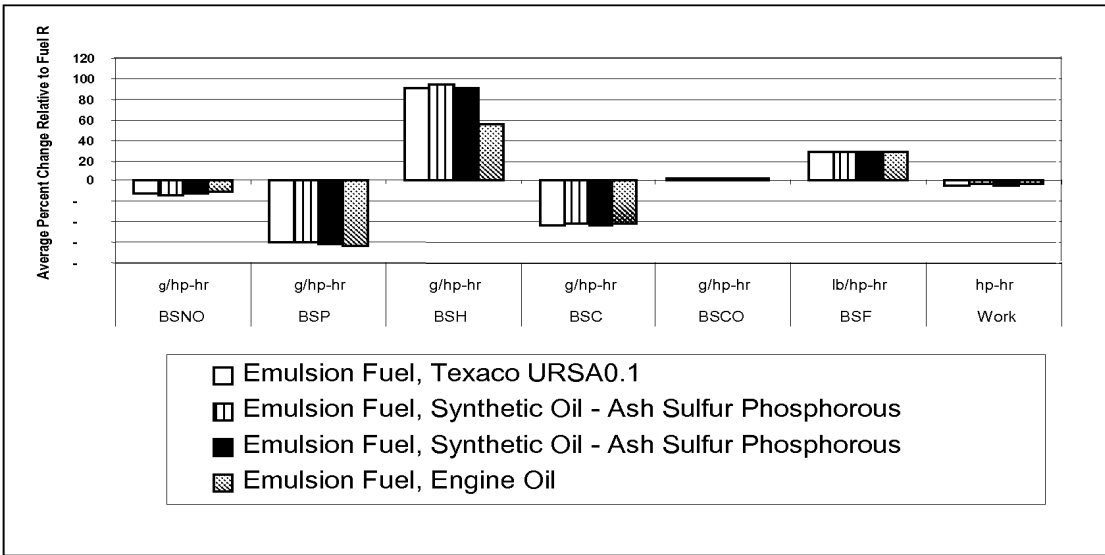 Average Percent Change Relative to Fuel R
120
100
80
60
40
20
0
-
-
-
-
g/hp-hr g/hp-hr g/hp-hr g/hp-hr g/hp-hr lb/hp-hr hp-hr
BSNO BSP BSH BSC BSCO BSF Work
Emulsion Fuel, Texaco URSA0.1
Emulsion Fuel, Synthetic Oil - Ash Sulfur Phosphorous
Emulsion Fuel, Synthetic Oil - Ash Sulfur Phosphorous
Emulsion Fuel, Engine Oil